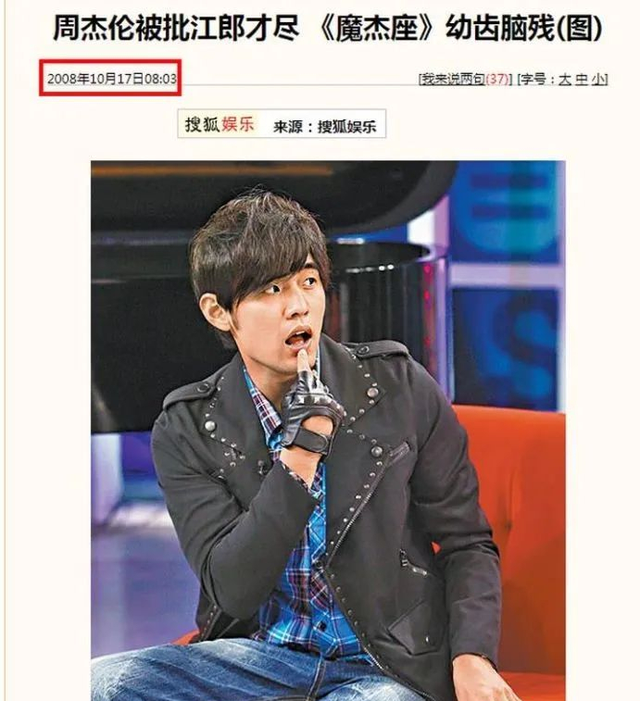 周杰伦被批江郎才尽 《魔杰座》幼齿脑残(图)
2008年10月17日08:03 [我来说两句(37)] [字号：大 中 小]
搜狐娱乐 来源：搜狐娱乐